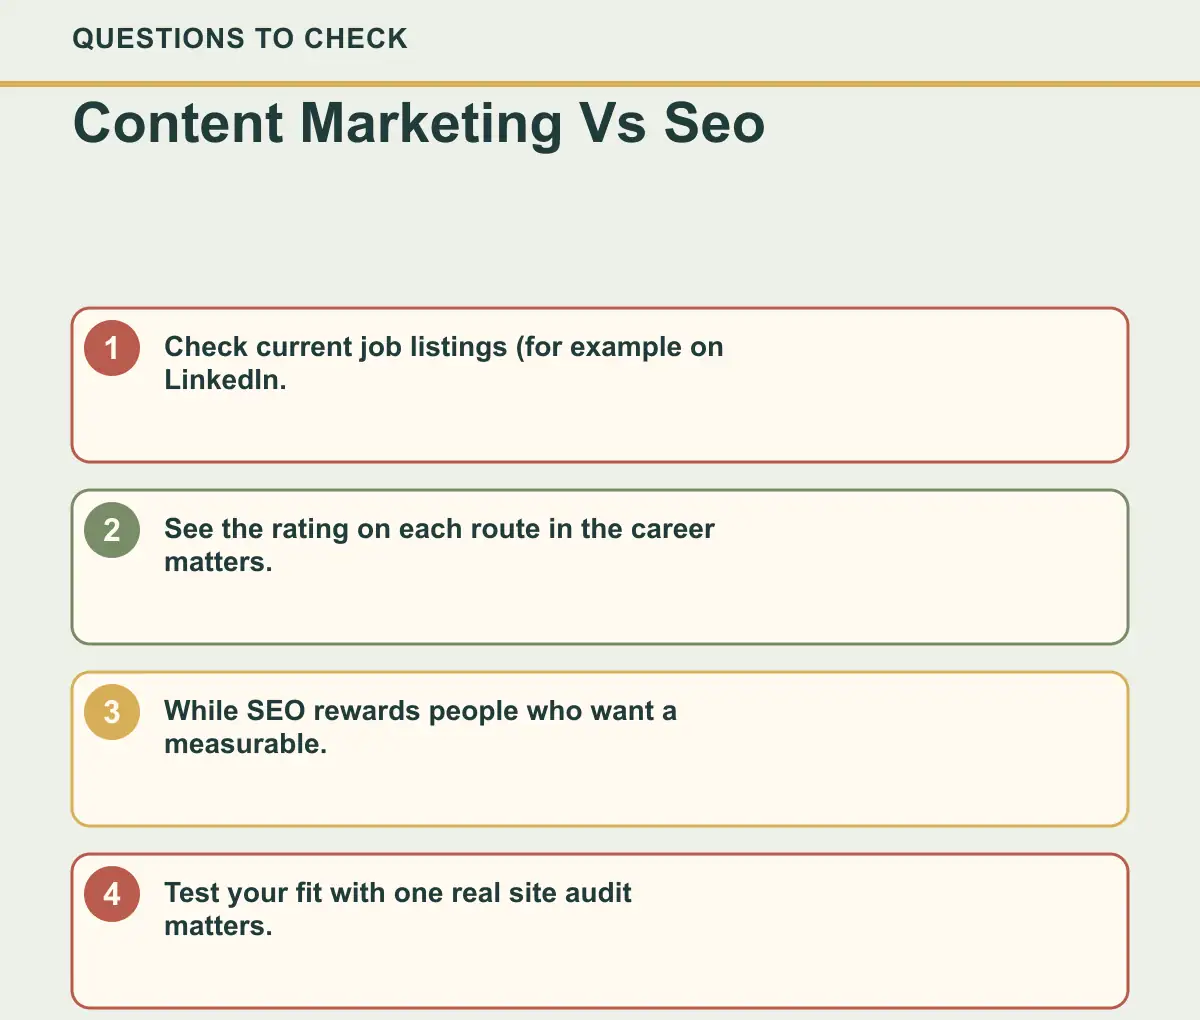 QUESTIONS TO CHECK
Content Marketing Vs Seo
1
Check current job listings (for example on
LinkedIn.
2
See the rating on each route in the career
matters.
3
While SEO rewards people who want a
measurable.
4
Test your fit with one real site audit
matters.